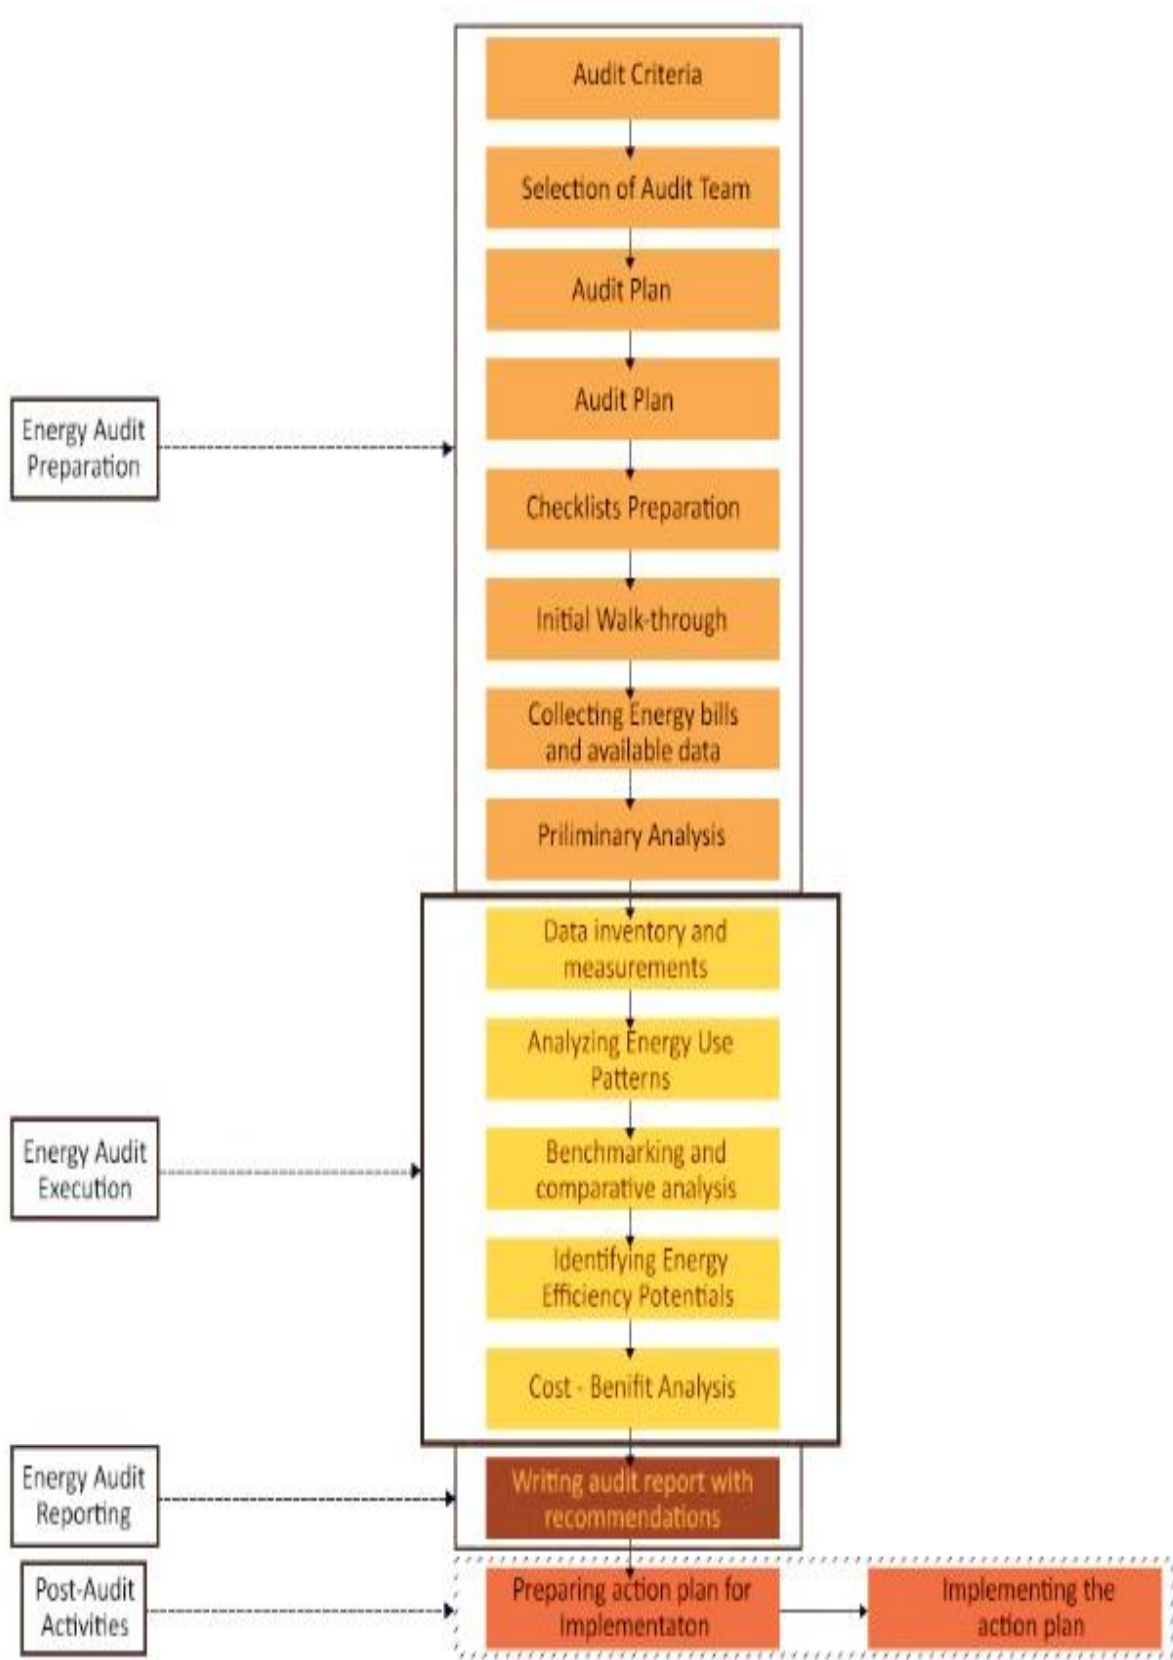 Audit Criteria
Selection of Audit Team
Audit Plan
Audit Plan
Energy Audit
Preparation
Checklists Preparation
Initial Walk-through
Collecting Energy bills
and available data
Priliminary Analysis
Data inventory and
measurements
Analyzing Energy Use
Patterns
Energy Audit
Execution
Benchmarking and
comparative analysis
Identifying Energy
Efficiency Potentials
Cost - Benifit Analysis
Energy Audit
Reporting
Writing audit report with
recommendations
Post-Audit
Activities
Preparing action plan for
Implementaton
Implementing the
action plan